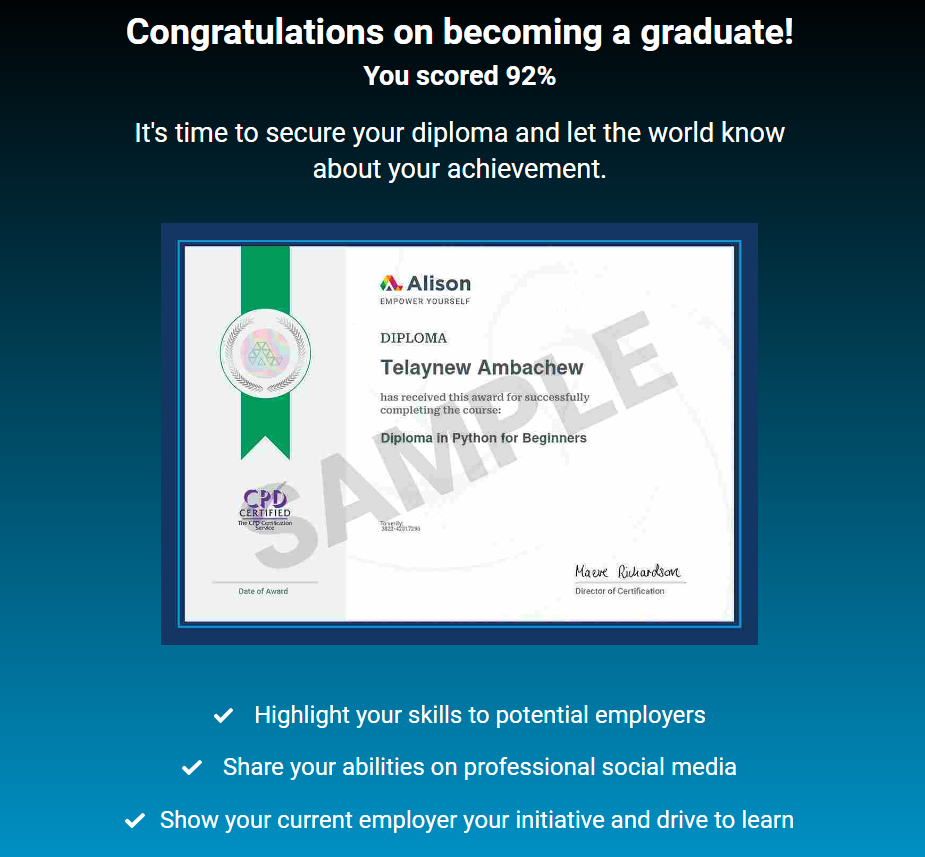 Congratulations on becoming a graduate!
You scored 92%
It's time to secure your diploma and let the world know
about your achievement.
Alison
EMPOWER YOURSELF
DIPLOMA
Telaynew Ambachew
has received this award for successfully
completing the course:
Diploma in Python for Beginners
SAMPLE
CPD
CERTIFIED
The CPD Certification
Service
To verify:
Date of Award
Maeve Richardson
Director of Certification
Highlight your skills to potential employers
Share your abilities on professional social media
Show your current employer your initiative and drive to learn